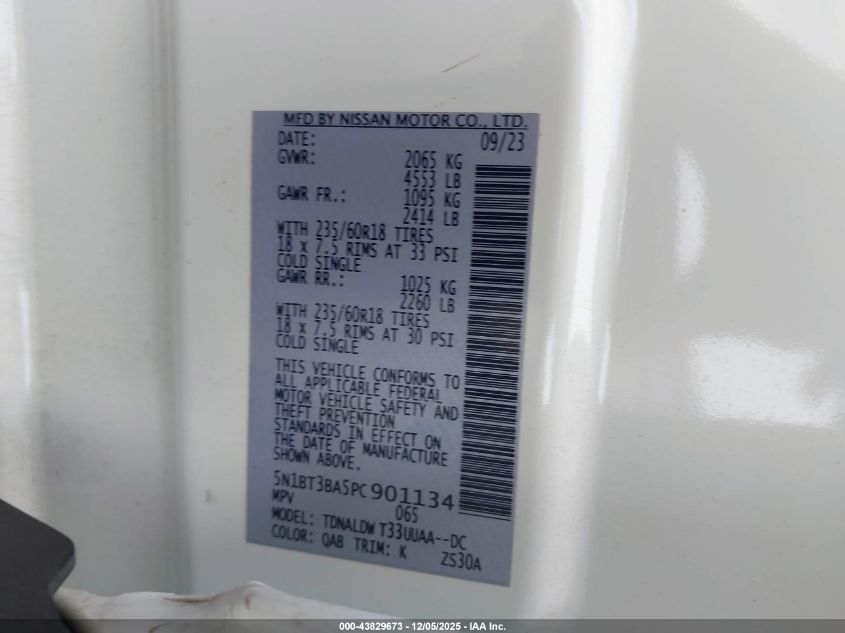 MFD BY NISSAN MOTOR CO., LTD.
DATE: 09/23
GVWR: 2065 KG
4553 LB
GAWR FR.: 1095 KG
2414 LB
WITH 235/60R18 TIRES
18 x 7.5 RIMS AT 33 PSI
COLD SINGLE
GAWR RR.: 1025 KG
2260 LB
WITH 235/60R18 TIRES
18 x 7.5 RIMS AT 30 PSI
COLD SINGLE
THIS VEHICLE CONFORMS TO
ALL APPLICABLE FEDERAL
MOTOR VEHICLE SAFETY AND
THEFT PREVENTION
STANDARDS IN EFFECT ON
THE DATE OF MANUFACTURE
SHOWN ABOVE.
5N1BT3BA5PC901134
MPV 065
MODEL: TDNALDW T33UUAA--DC
COLOR: QAB TRIM: K ZS30A
000-43829673 - 12/05/2025 - IAA Inc.